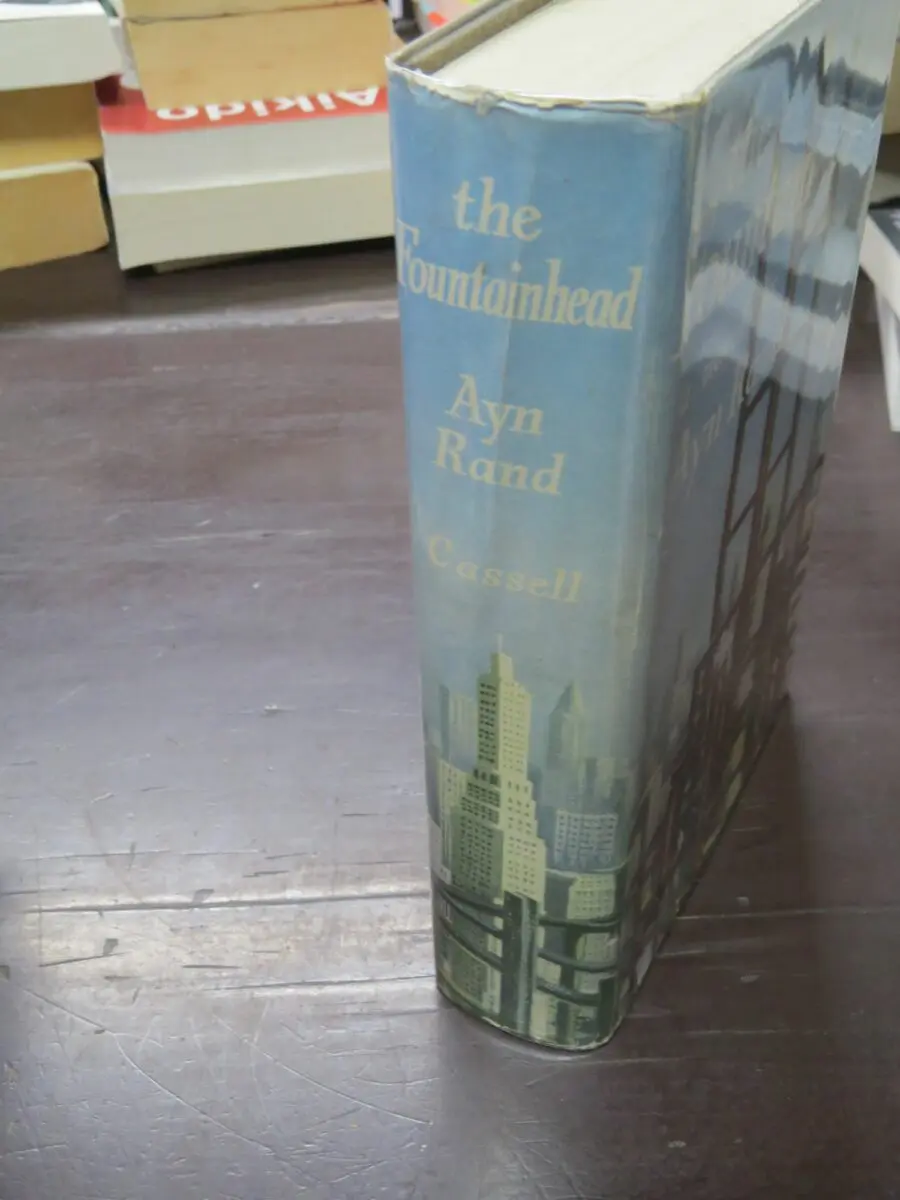 Aikido
the
Fountainhead
Ayn
Rand
Cassell